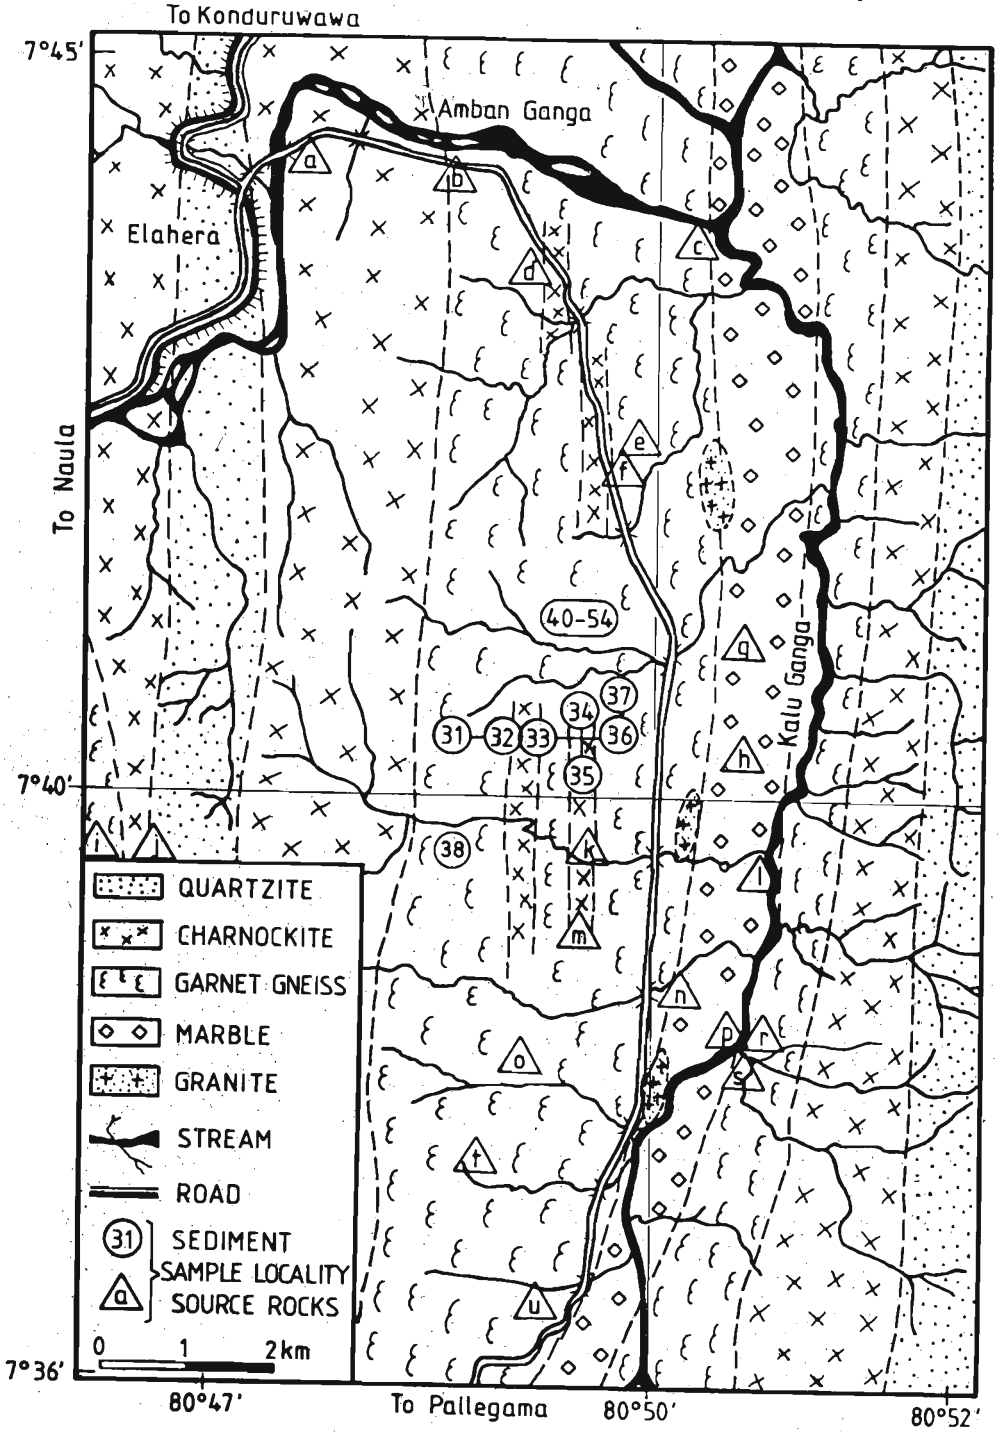 To Konduruwawa
7°45'
Amban Ganga
a
b
Elahera
c
d
To Naula
e
f
40-54
g
Kalu Ganga
37
34
31
32
33
36
h
35
7°40'
i
j
38
k
l
m
n
p
r
o
s
t
u
QUARTZITE
CHARNOCKITE
GARNET GNEISS
MARBLE
GRANITE
STREAM
ROAD
31
SEDIMENT
SAMPLE LOCALITY
a
SOURCE ROCKS
0 1 2km
7°36'
80°47'
To Pallegama
80°50'
80°52'